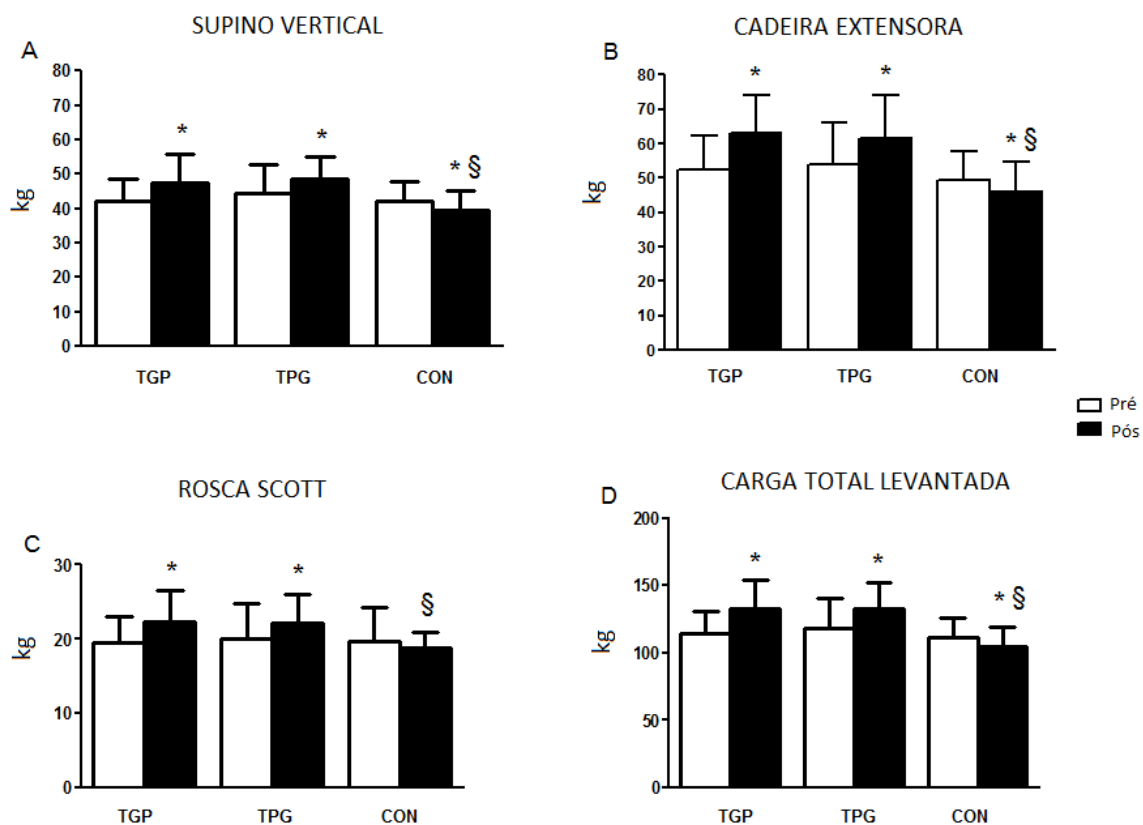 SUPINO VERTICAL
A
80
70
60
50
40
30
20
10
0
kg
* * * §
TGP TPG CON
CADEIRA EXTENSORA
B
80
70
60
50
40
30
20
10
0
kg
* * * §
TGP TPG CON
Pré
Pós
ROSCA SCOTT
C
30
20
10
0
kg
* * §
TGP TPG CON
CARGA TOTAL LEVANTADA
D
200
150
100
50
0
kg
* * * §
TGP TPG CON